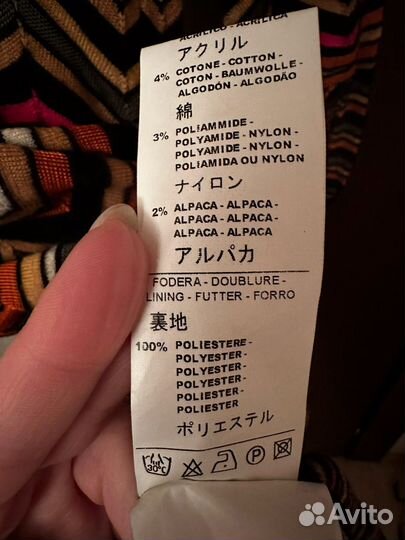 ACRILICO - ACRÍLICA
アクリル
4% COTONE - COTTON -
COTON - BAUMWOLLE -
ALGODÓN - ALGODÃO
綿
3% POLIAMMIDE -
POLYAMIDE - NYLON -
POLYAMIDE - NYLON -
POLIAMIDA OU NYLON
ナイロン
2% ALPACA - ALPACA -
ALPACA - ALPACA -
ALPACA - ALPACA
アルパカ
FODERA - DOUBLURE -
LINING - FUTTER - FORRO
裏地
100% POLIESTERE -
POLYESTER -
POLYESTER -
POLYESTER -
POLIESTER -
POLIESTER
ポリエステル
30°C
P
Avito